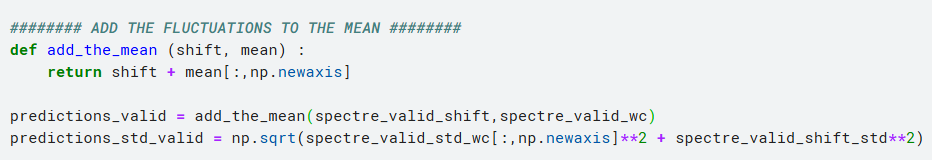 ######## ADD THE FLUCTUATIONS TO THE MEAN ########
def add_the_mean (shift, mean) :
    return shift + mean[:,np.newaxis]
predictions_valid = add_the_mean(spectre_valid_shift,spectre_valid_wc)
predictions_std_valid = np.sqrt(spectre_valid_std_wc[:,np.newaxis]**2 + spectre_valid_shift_std**2)